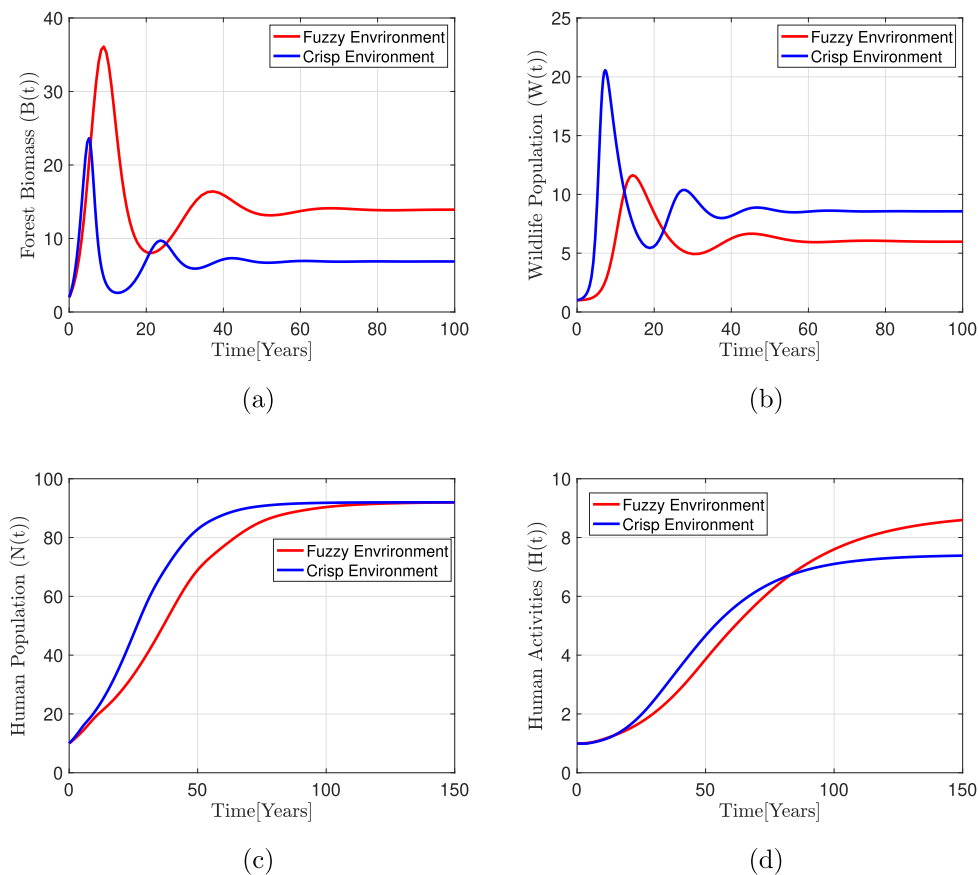 40
30
20
10
0
0 20 40 60 80 100
Forest Biomass (B(t))
Time[Years]
Fuzzy Envrironment
Crisp Environment
(a)
25
20
15
10
5
0
0 20 40 60 80 100
Wildlife Population (W(t))
Time[Years]
Fuzzy Envrironment
Crisp Environment
(b)
100
80
60
40
20
0
0 50 100 150
Human Population (N(t))
Time[Years]
Fuzzy Envrironment
Crisp Environment
(c)
10
8
6
4
2
0
0 50 100 150
Human Activities (H(t))
Time[Years]
Fuzzy Envrironment
Crisp Environment
(d)